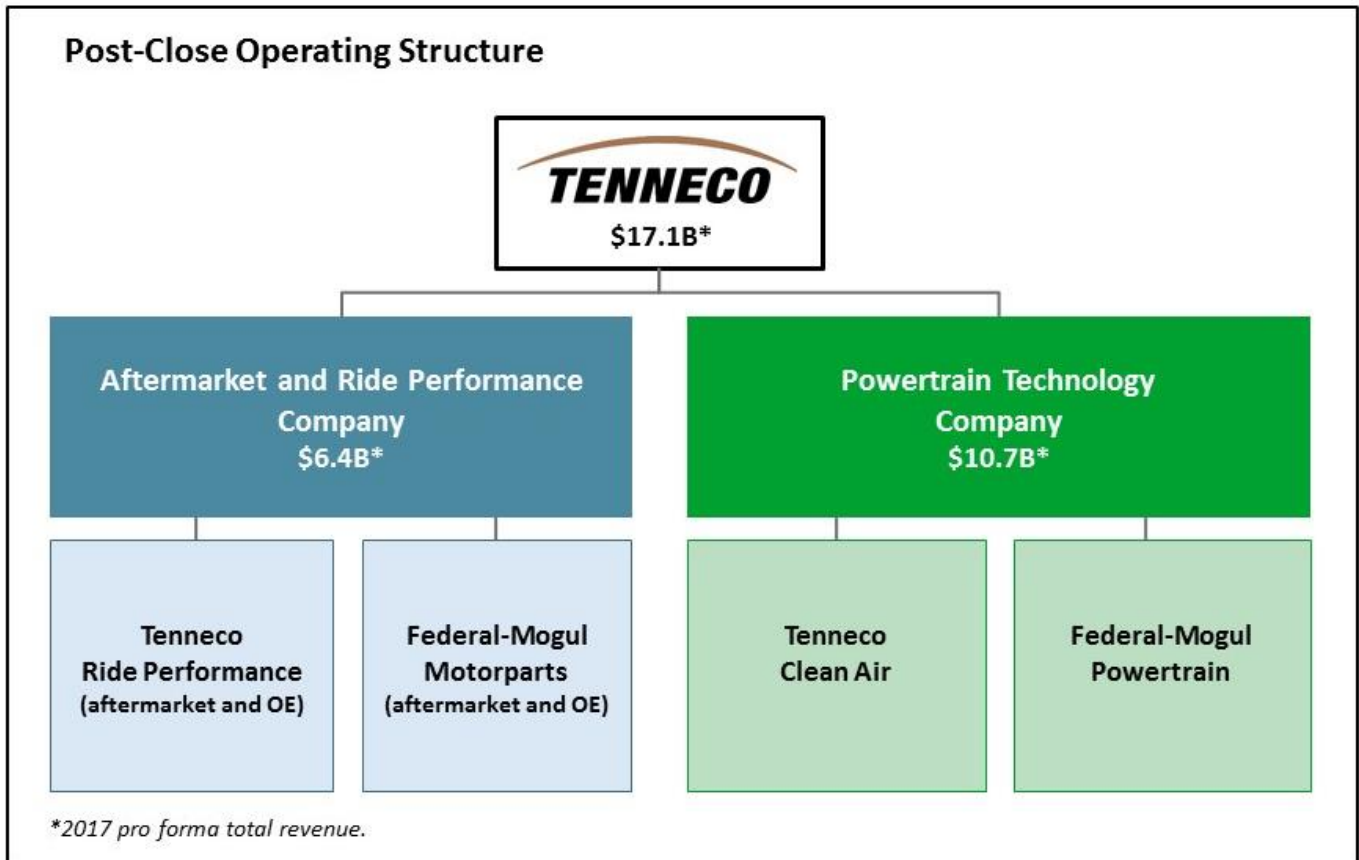 Post-Close Operating Structure
TENNECO
$17.1B*
Aftermarket and Ride Performance
Company
$6.4B*
Powertrain Technology
Company
$10.7B*
Tenneco
Ride Performance
(aftermarket and OE)
Federal-Mogul
Motorparts
(aftermarket and OE)
Tenneco
Clean Air
Federal-Mogul
Powertrain
*2017 pro forma total revenue.